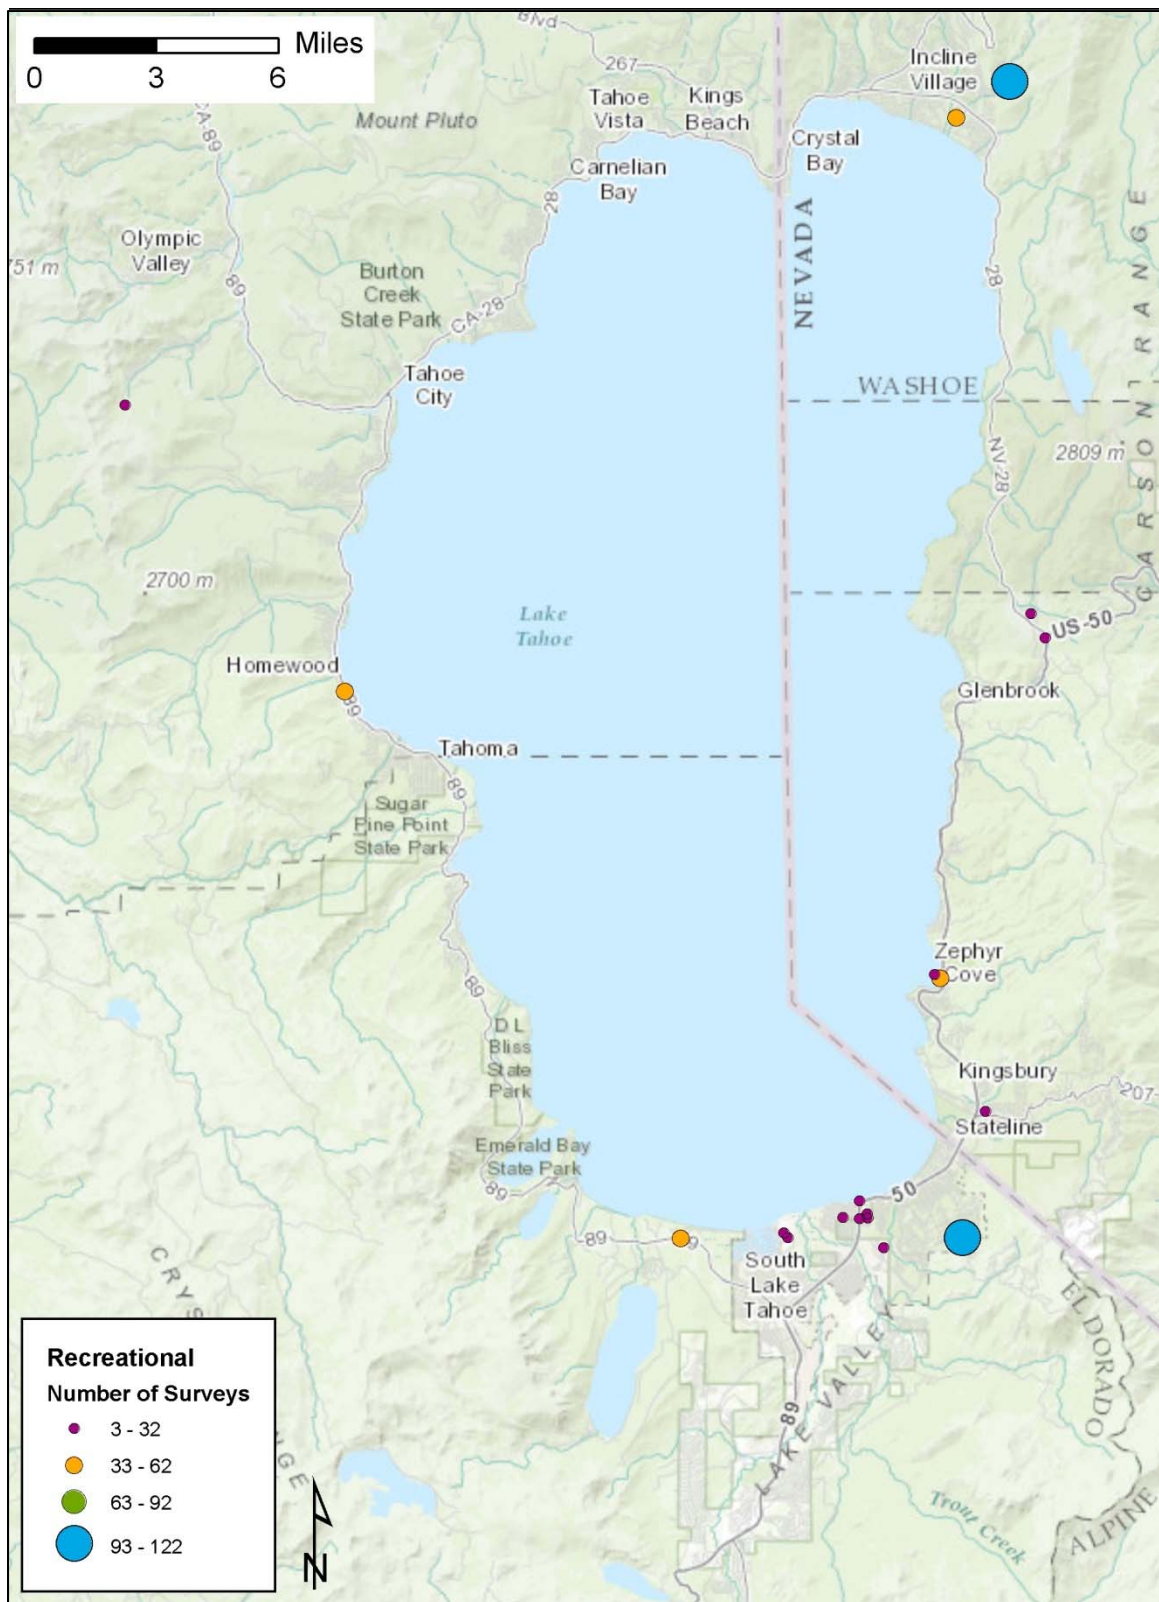 Miles
0 3 6
Blvd
267
Incline
Village
CA-89
Mount Pluto
Tahoe
Vista
Kings
Beach
Crystal
Bay
Carnelian
Bay
28
NEVADA
Olympic
Valley
751 m
89
Burton
Creek
State Park
CA-28
28
CARSON RANGE
Tahoe
City
WASHOE
NV-28
2809 m
2700 m
Lake
Tahoe
US-50
Homewood
89
Glenbrook
Tahoma
89
Sugar
Pine Point
State Park
Zephyr
Cove
89
D L
Bliss
State
Park
Kingsbury
207
Stateline
Emerald Bay
State Park
89
50
89
89
South
Lake
Tahoe
EL DORADO
LAKE VALLEY
89
Trout Creek
ALPINE
CRYS
NGE
Recreational
Number of Surveys
3 - 32
33 - 62
63 - 92
93 - 122
N